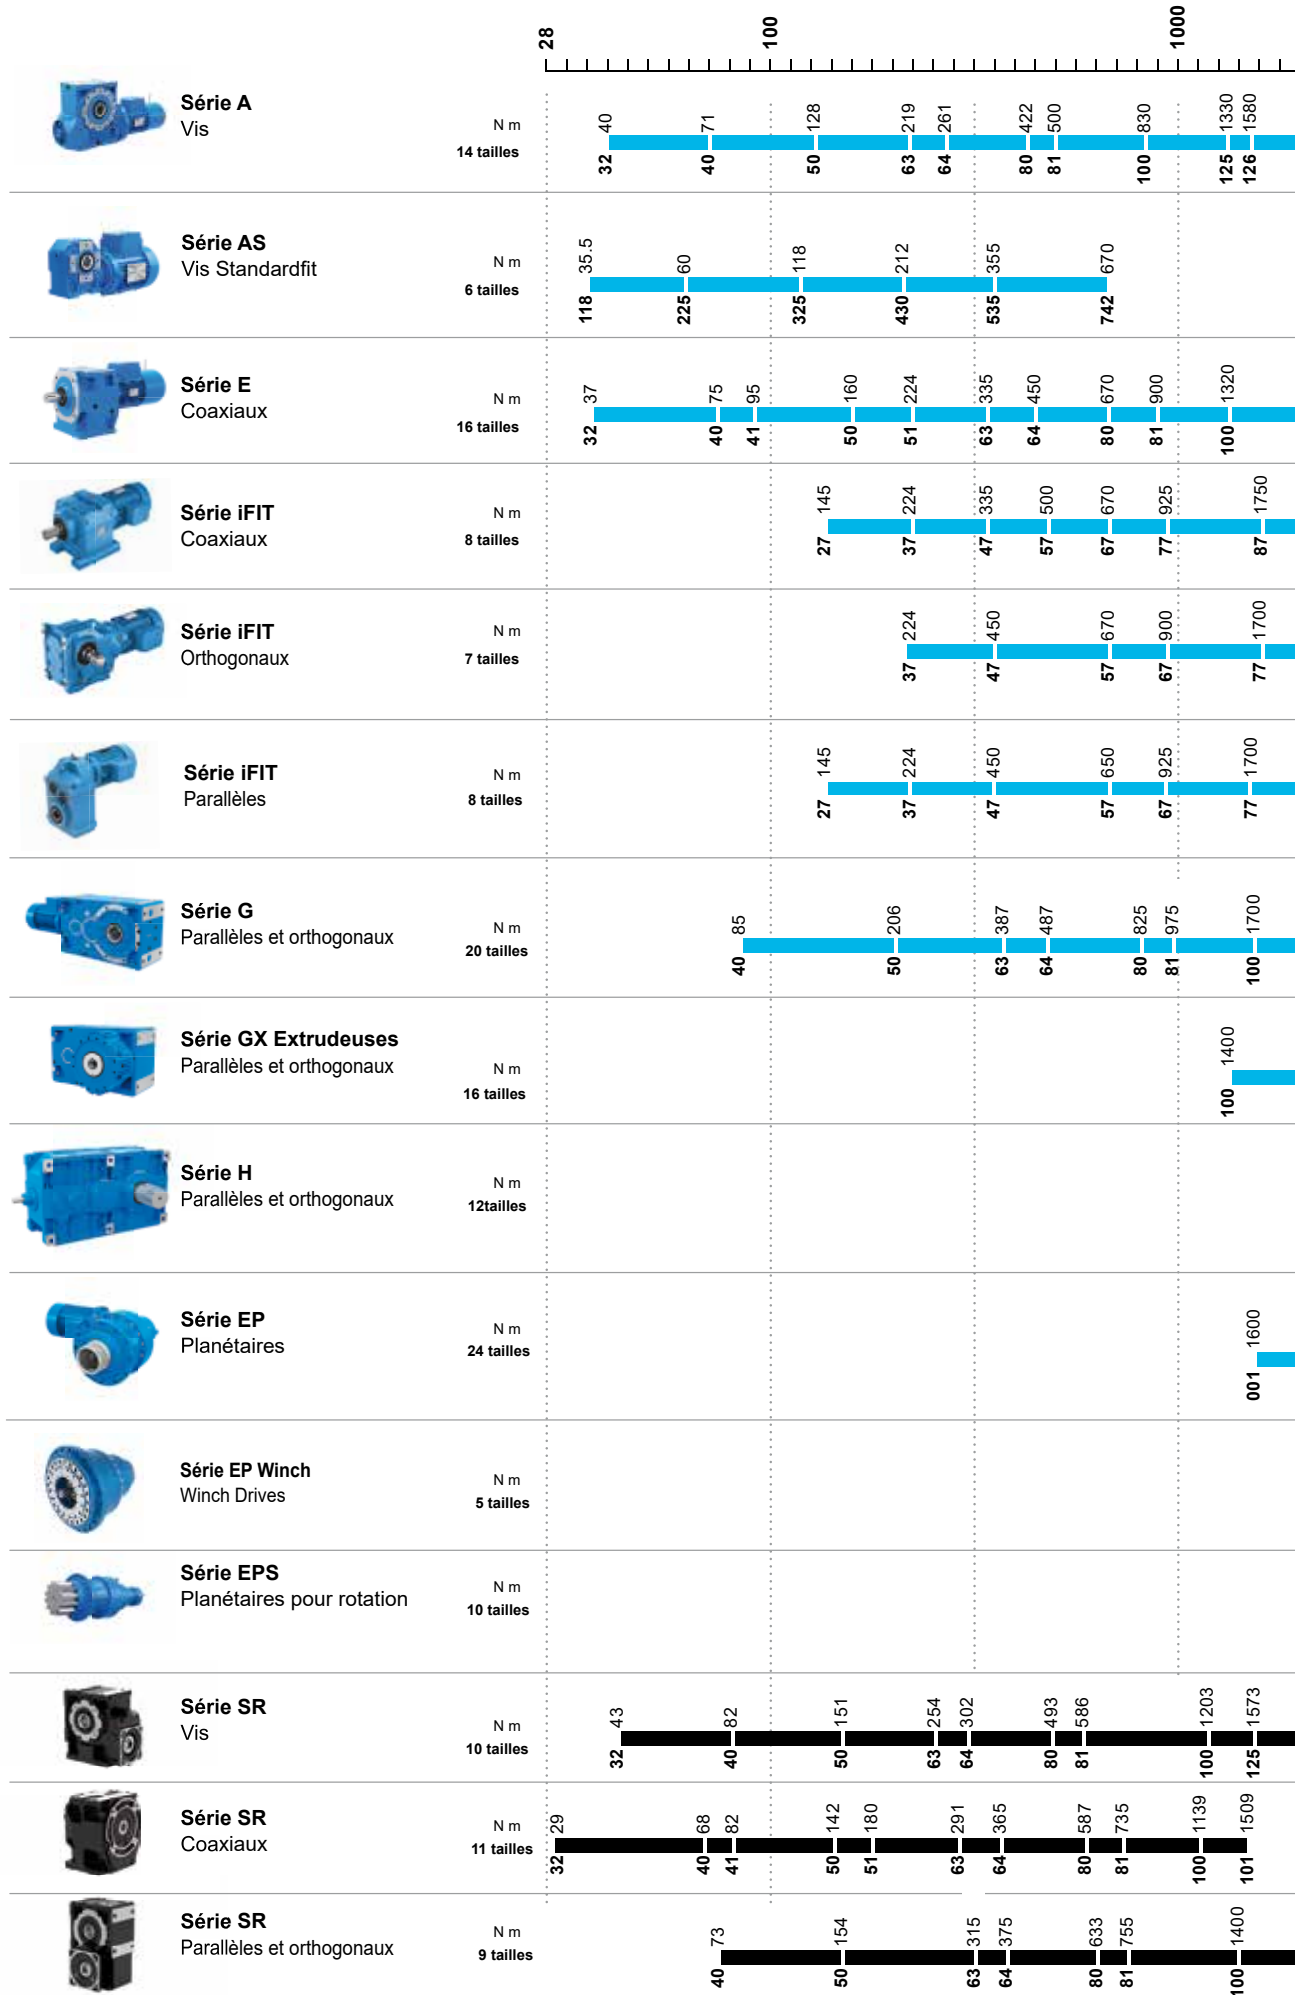 28 100 1000
Série A
Vis
N m 40 71 128 219 261 422 500 830 1330 1580
14 tailles 32 40 50 63 64 80 81 100 125 126
Série AS
Vis Standardfit
N m 35.5 60 118 212 355 670
6 tailles 118 225 325 430 535 742
Série E
Coaxiaux
N m 37 75 95 160 224 335 450 670 900 1320
16 tailles 32 40 41 50 51 63 64 80 81 100
Série iFIT
Coaxiaux
N m 145 224 335 500 670 925 1750
8 tailles 27 37 47 57 67 77 87
Série iFIT
Orthogonaux
N m 224 450 670 900 1700
7 tailles 37 47 57 67 77
Série iFIT
Parallèles
N m 145 224 450 650 925 1700
8 tailles 27 37 47 57 67 77
Série G
Parallèles et orthogonaux
N m 85 206 387 487 825 975 1700
20 tailles 40 50 63 64 80 81 100
Série GX Extrudeuses
Parallèles et orthogonaux
N m 1400
16 tailles 100
Série H
Parallèles et orthogonaux
N m
12tailles
Série EP
Planétaires
N m 1600
24 tailles 001
Série EP Winch
Winch Drives
N m
5 tailles
Série EPS
Planétaires pour rotation
N m
10 tailles
Série SR
Vis
N m 43 82 151 254 302 493 586 1203 1573
10 tailles 32 40 50 63 64 80 81 100 125
Série SR
Coaxiaux
N m 29 68 82 142 180 291 365 587 735 1139 1509
11 tailles 32 40 41 50 51 63 64 80 81 100 101
Série SR
Parallèles et orthogonaux
N m 73 154 315 375 633 755 1400
9 tailles 40 50 63 64 80 81 100